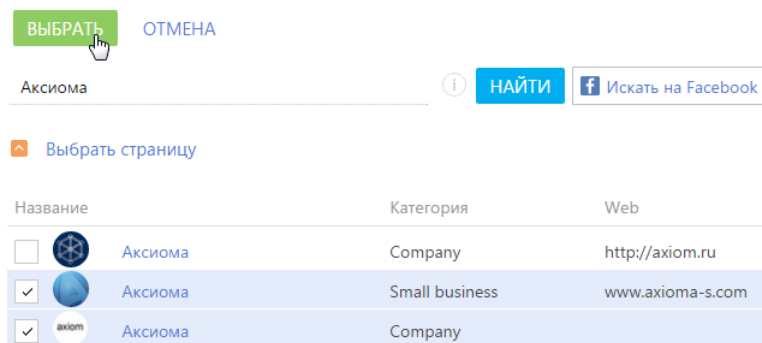 ВЫБРАТЬ ОТМЕНА
Аксиома i НАЙТИ f Искать на Facebook
Выбрать страницу
Название Категория Web
Аксиома Company http://axiom.ru
Аксиома Small business www.axioma-s.com
axiom Аксиома Company